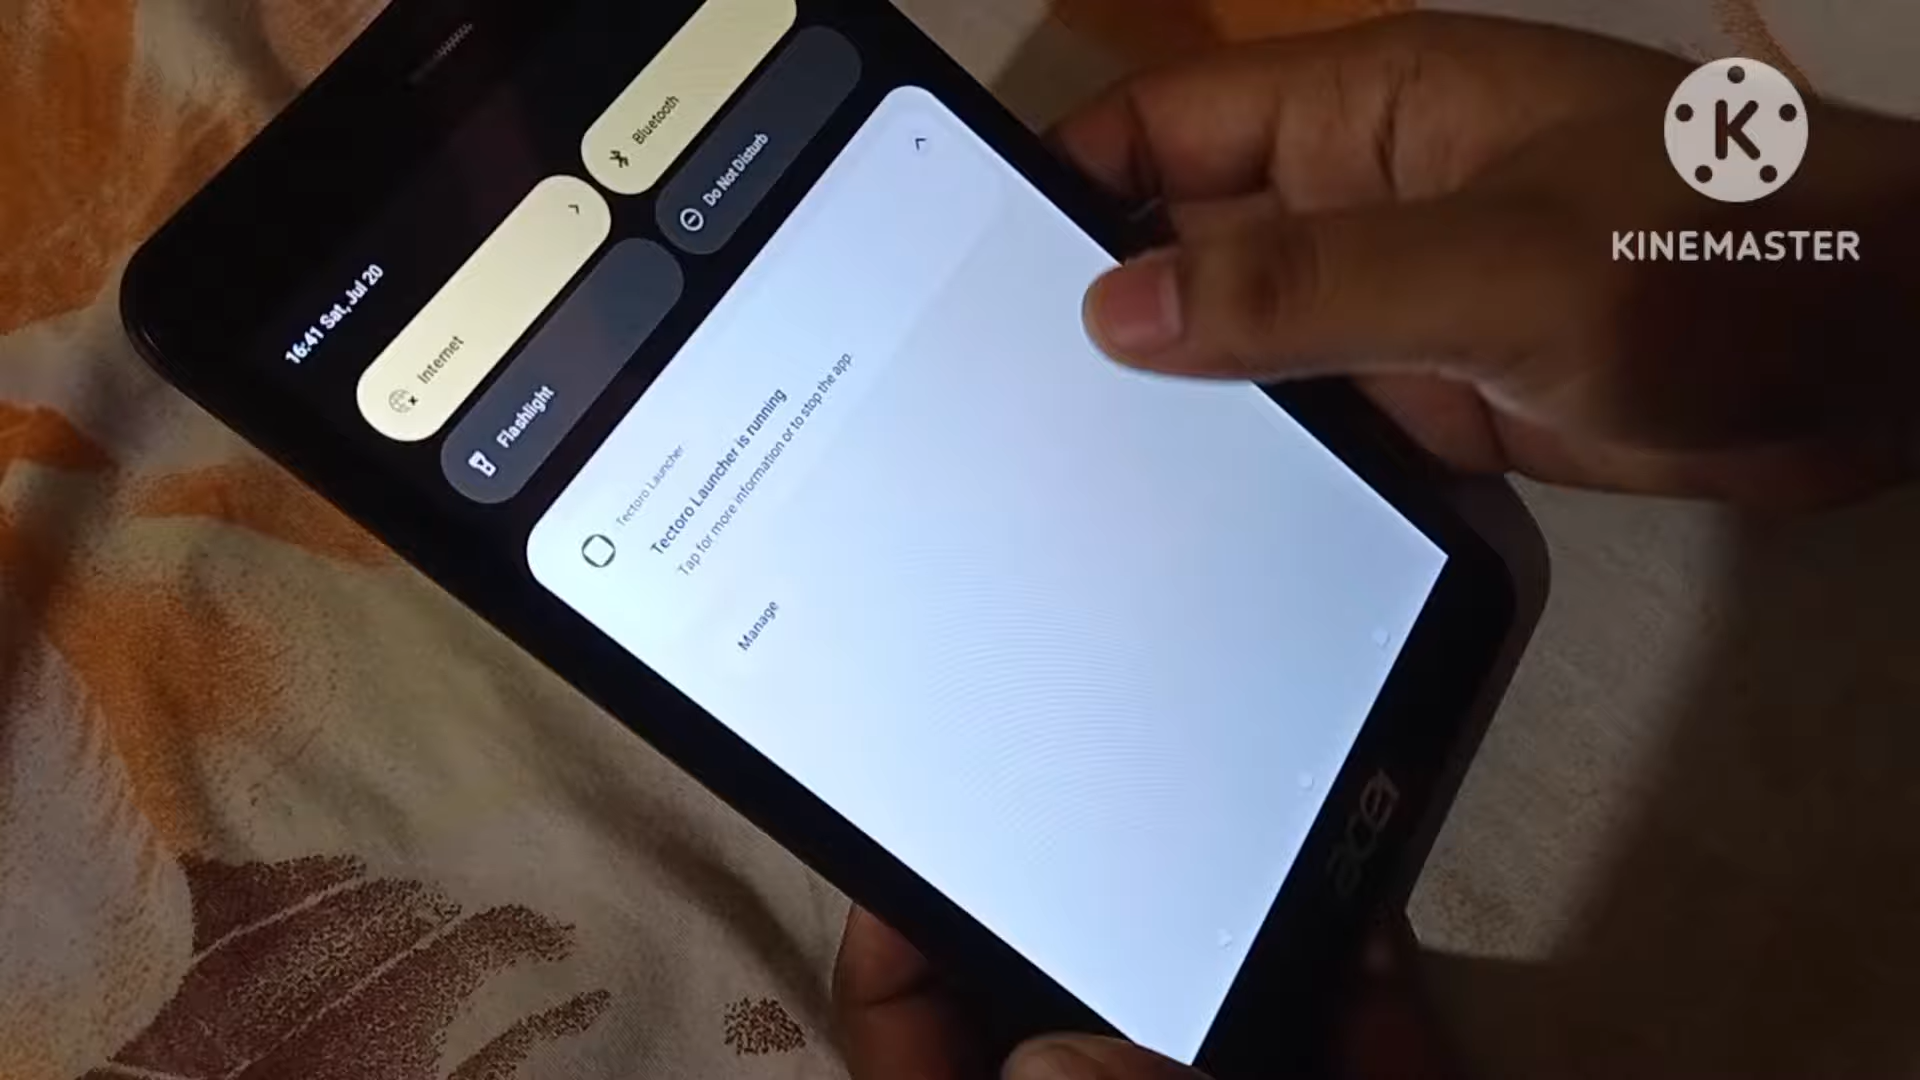 16:41 Sat, Jul 20
Internet
Bluetooth
Flashlight
Do Not Disturb
Tectoro Launcher
Tectoro Launcher is running
Tap for more information or to stop the app.
Manage
acer
K
KINEMASTER